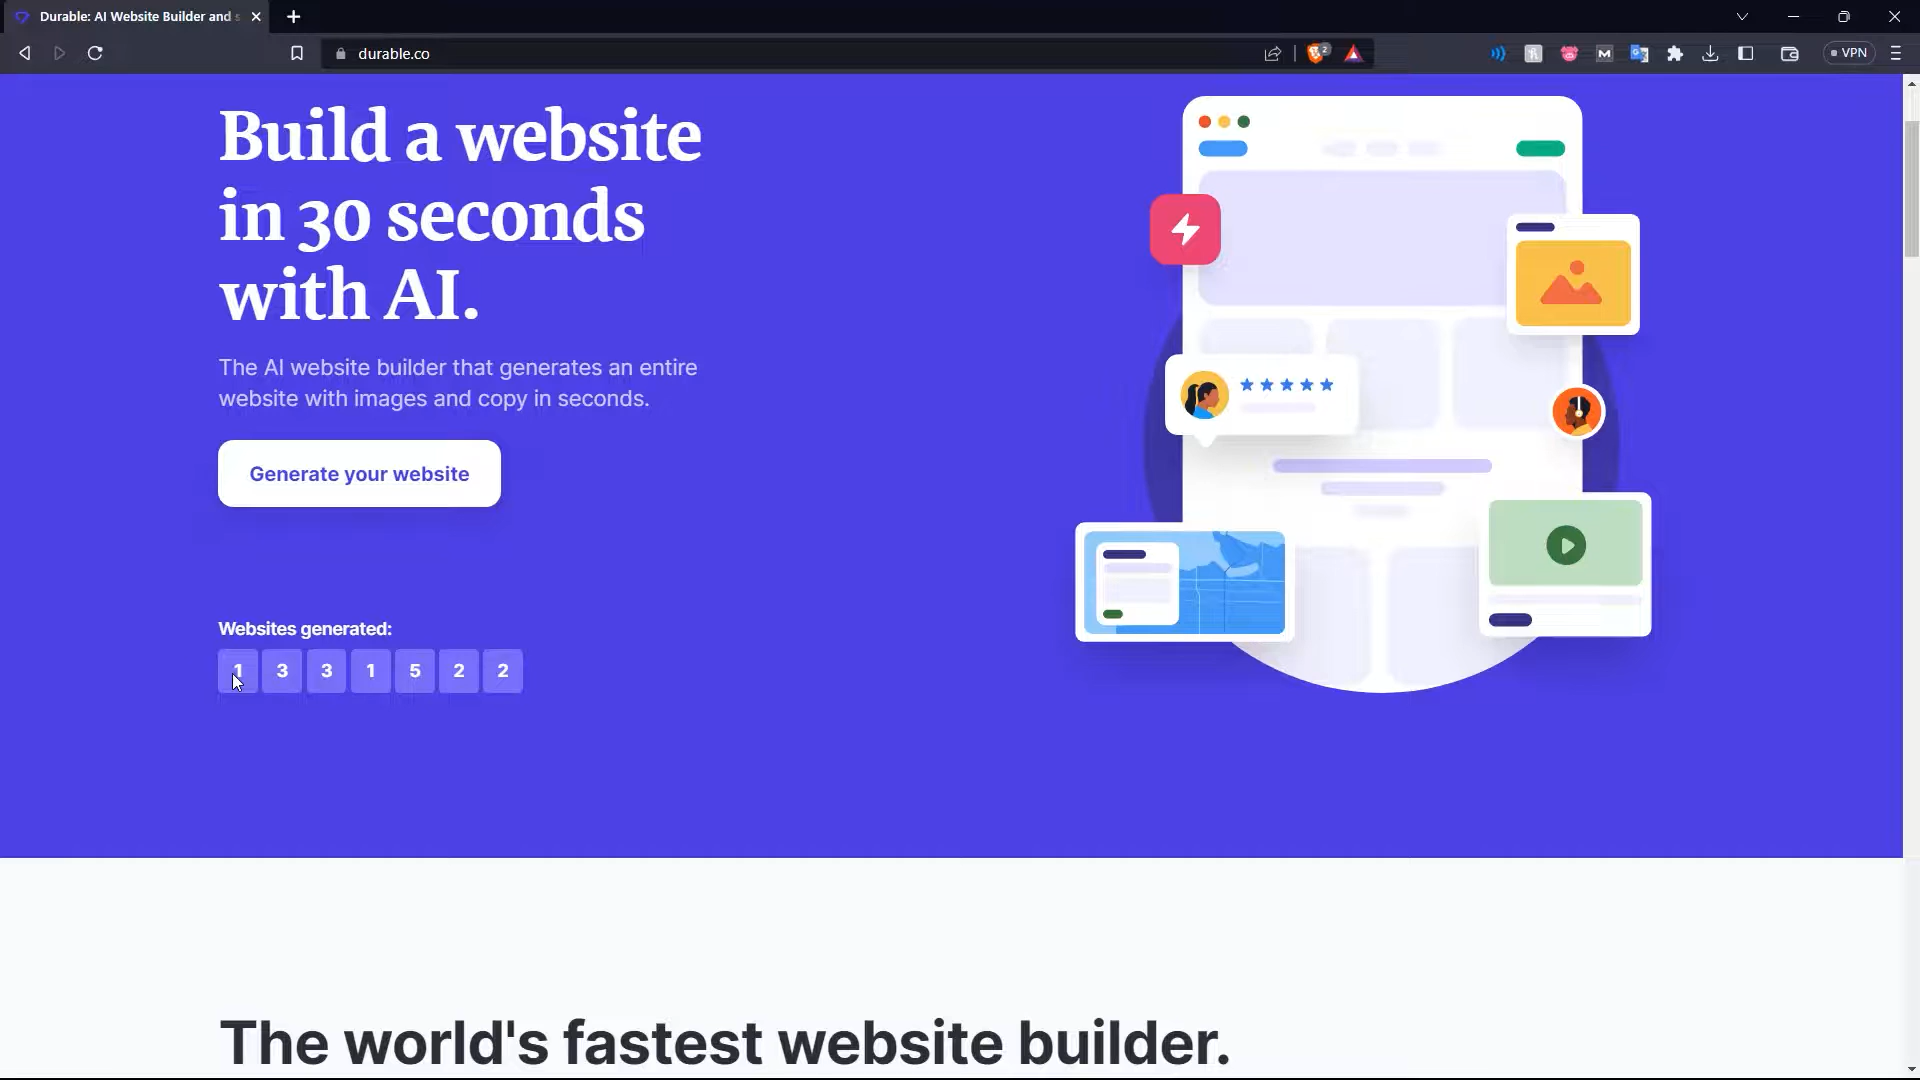 Durable: AI Website Builder and s
durable.co
2
VPN
Build a website
in 30 seconds
with AI.
The AI website builder that generates an entire
website with images and copy in seconds.
Generate your website
Websites generated:
1 3 3 1 5 2 2
The world's fastest website builder.